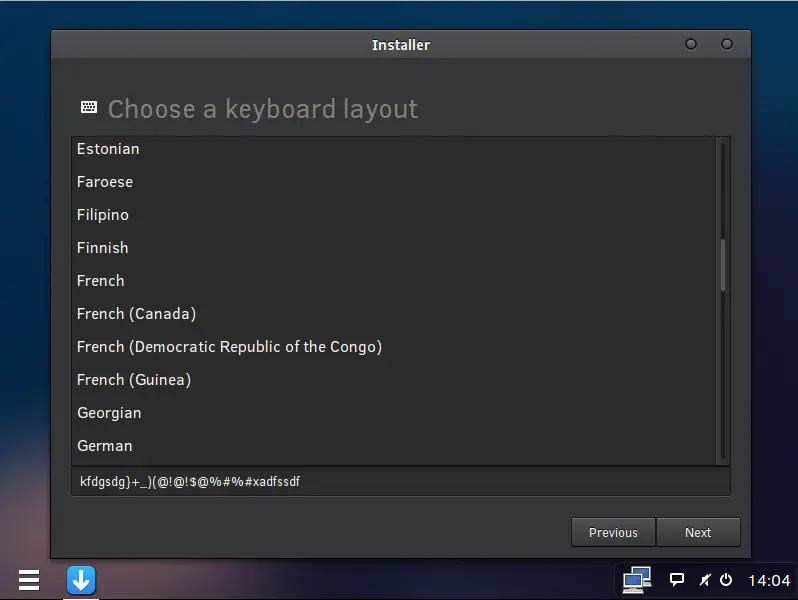 Installer
Choose a keyboard layout
Estonian
Faroese
Filipino
Finnish
French
French (Canada)
French (Democratic Republic of the Congo)
French (Guinea)
Georgian
German
kfdgsdg}+_)(@!@!$@%#%#xadfssdf
Previous
Next
14:04